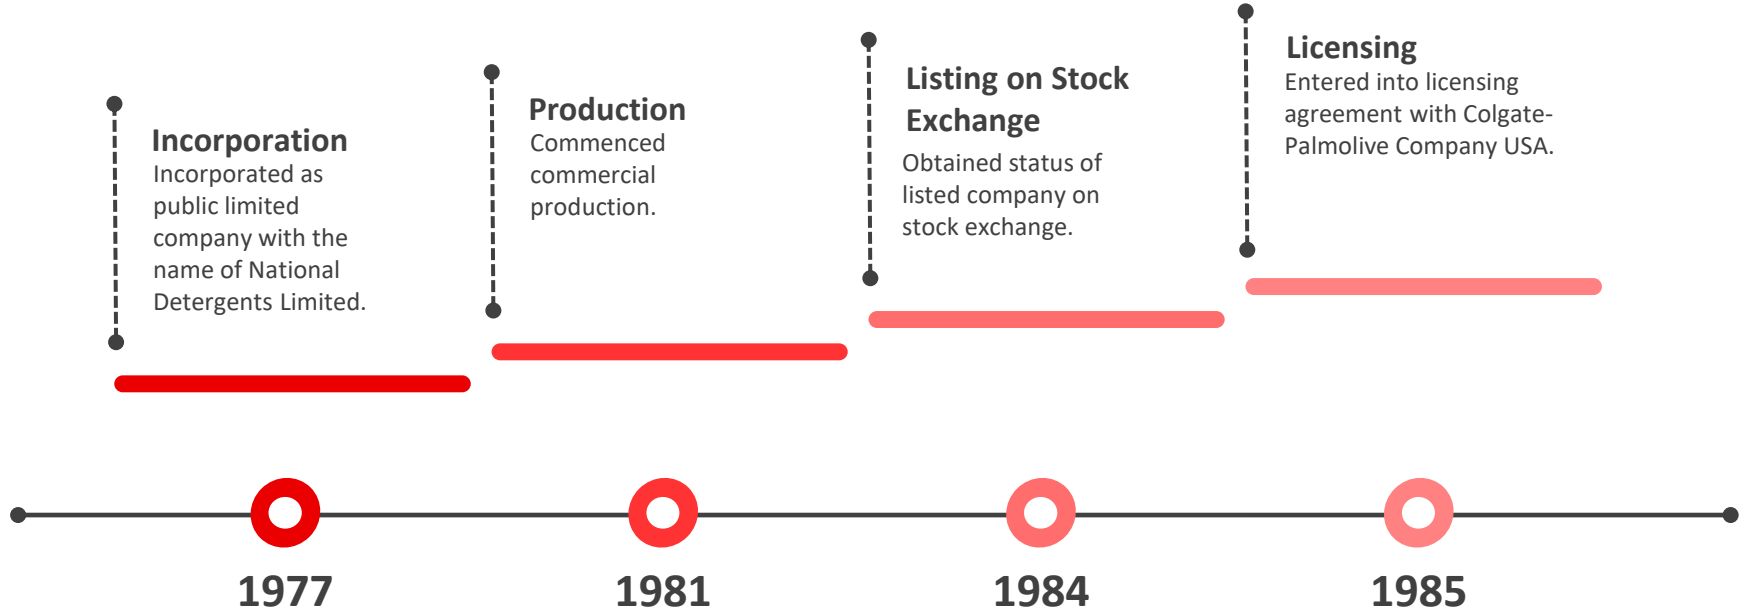 Incorporation
Incorporated as
public limited
company with the
name of National
Detergents Limited.
Production
Commenced
commercial
production.
Listing on Stock
Exchange
Obtained status of
listed company on
stock exchange.
Licensing
Entered into licensing
agreement with Colgate-
Palmolive Company USA.
1977
1981
1984
1985